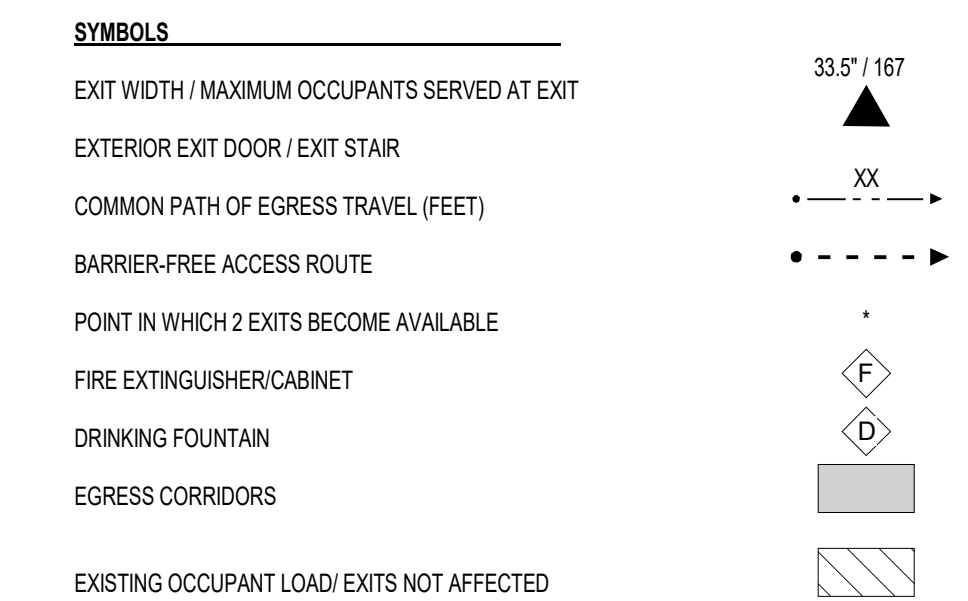 SYMBOLS
33.5" / 167
EXIT WIDTH / MAXIMUM OCCUPANTS SERVED AT EXIT
EXTERIOR EXIT DOOR / EXIT STAIR
XX
COMMON PATH OF EGRESS TRAVEL (FEET)
BARRIER-FREE ACCESS ROUTE
POINT IN WHICH 2 EXITS BECOME AVAILABLE
*
FIRE EXTINGUISHER/CABINET
F
DRINKING FOUNTAIN
D
EGRESS CORRIDORS
EXISTING OCCUPANT LOAD/ EXITS NOT AFFECTED